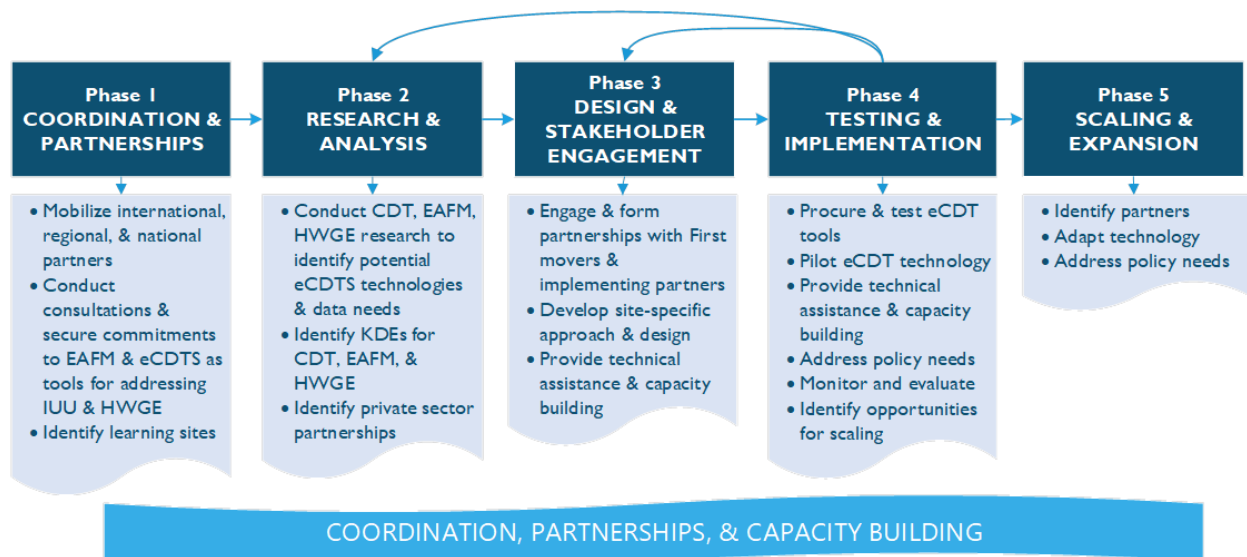 Phase 1
COORDINATION &
PARTNERSHIPS
Phase 2
RESEARCH &
ANALYSIS
Phase 3
DESIGN &
STAKEHOLDER
ENGAGEMENT
Phase 4
TESTING &
IMPLEMENTATION
Phase 5
SCALING &
EXPANSION
• Mobilize international,
regional, & national
partners
• Conduct
consultations &
secure commitments
to EAFM & eCDTS as
tools for addressing
IUU & HWGE
• Identify learning sites
• Conduct CDT, EAFM,
HWGE research to
identify potential
eCDTS technologies
& data needs
• Identify KDEs for
CDT, EAFM, &
HWGE
• Identify private sector
partnerships
• Engage & form
partnerships with First
movers &
implementing partners
• Develop site-specific
approach & design
• Provide technical
assistance & capacity
building
• Procure & test eCDT
tools
• Pilot eCDT technology
• Provide technical
assistance & capacity
building
• Address policy needs
• Monitor and evaluate
• Identify opportunities
for scaling
• Identify partners
• Adapt technology
• Address policy needs
COORDINATION, PARTNERSHIPS, & CAPACITY BUILDING